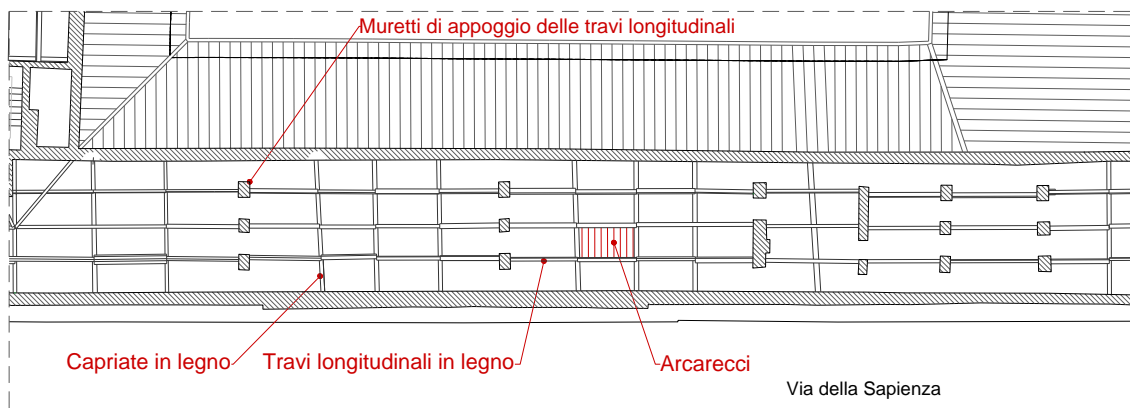 Muretti di appoggio delle travi longitudinali
Capriate in legno
Travi longitudinali in legno
Arcarecci
Via della Sapienza